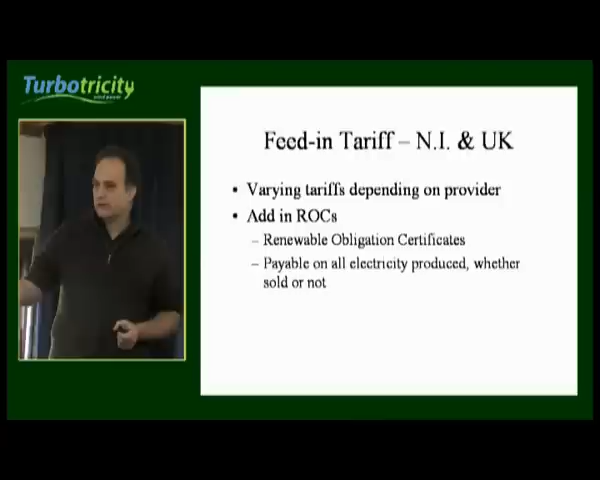 Turbotricity
Feed-in Tariff – N.I. & UK
• Varying tariffs depending on provider
• Add in ROCs
– Renewable Obligation Certificates
– Payable on all electricity produced, whether
sold or not